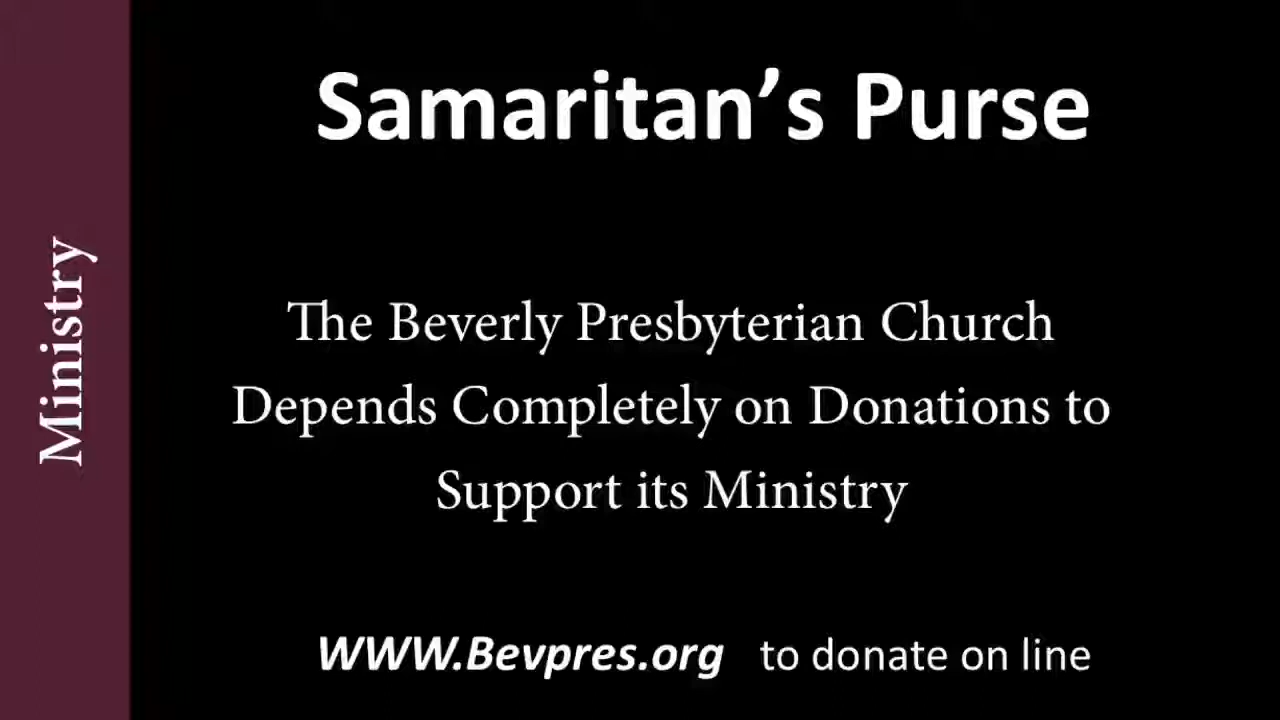 Samaritan’s Purse
Ministry
The Beverly Presbyterian Church
Depends Completely on Donations to
Support its Ministry
WWW.Bevpres.org to donate on line